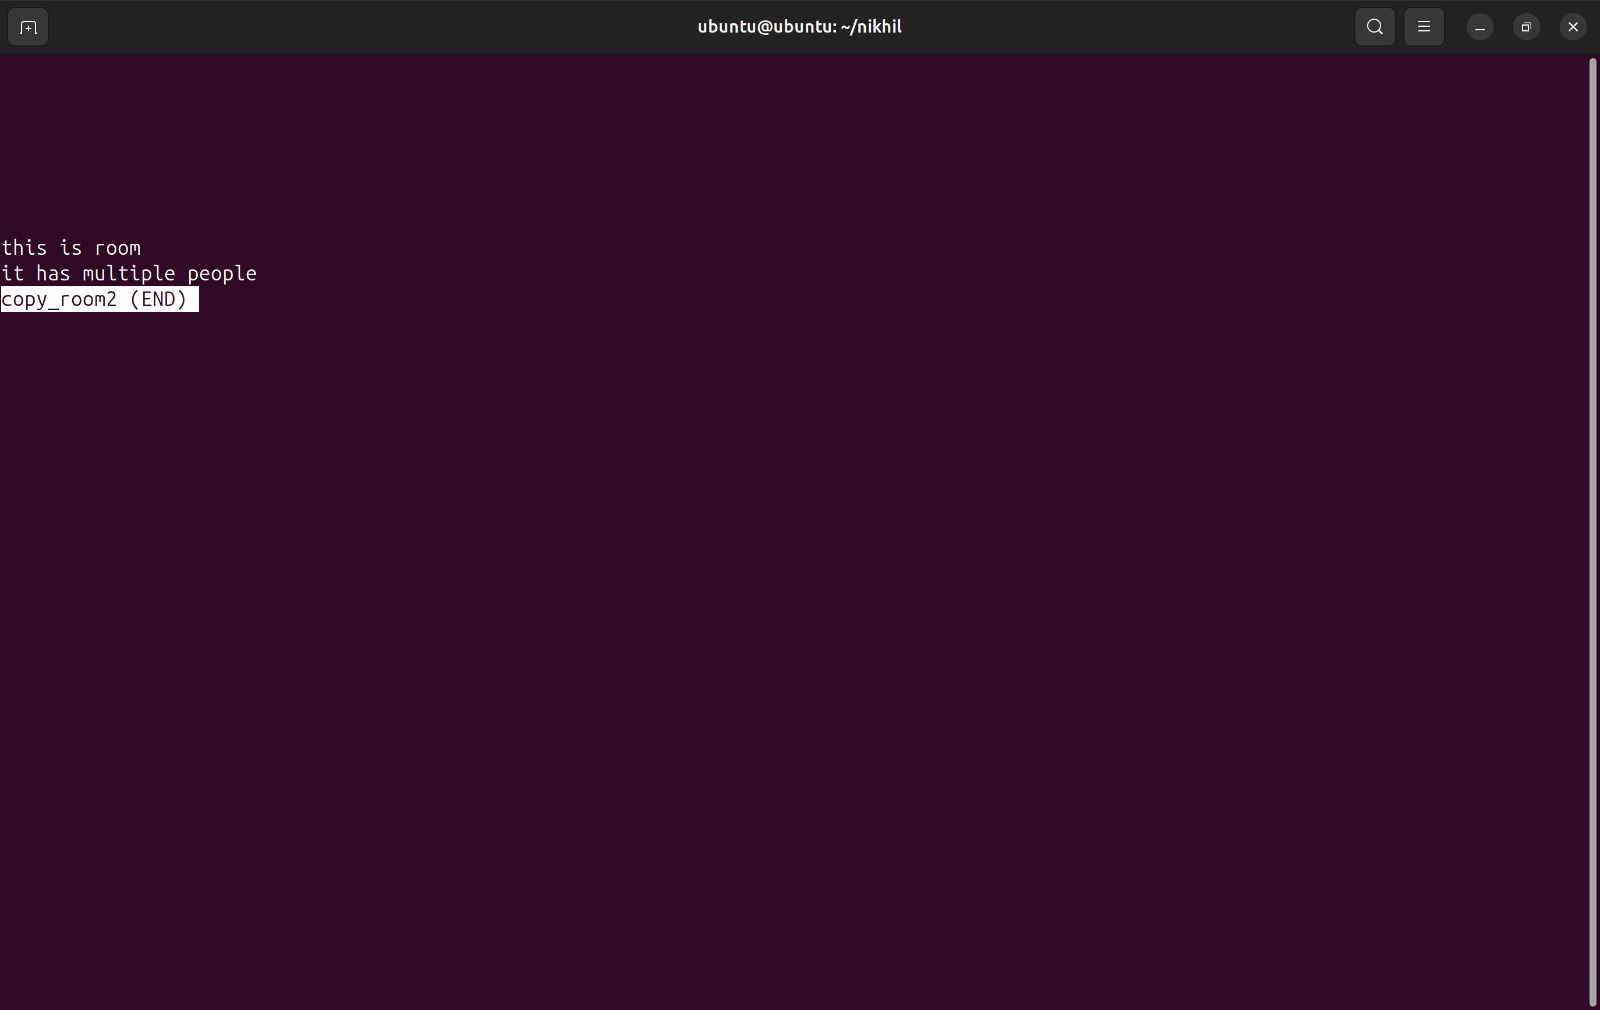 ubuntu@ubuntu: ~/nikhil
this is room
it has multiple people
copy_room2 (END)